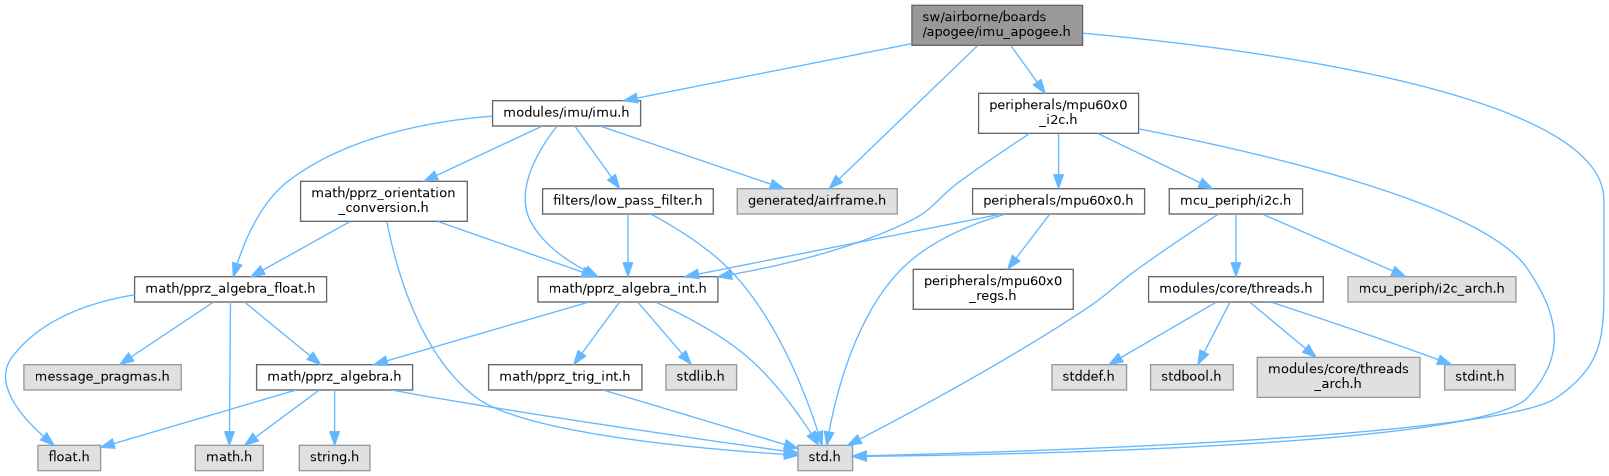 sw/airborne/boards
/apogee/imu_apogee.h
modules/imu/imu.h
peripherals/mpu60x0
_i2c.h
math/pprz_orientation
_conversion.h
filters/low_pass_filter.h
generated/airframe.h
peripherals/mpu60x0.h
mcu_periph/i2c.h
math/pprz_algebra_float.h
math/pprz_algebra_int.h
peripherals/mpu60x0
_regs.h
modules/core/threads.h
mcu_periph/i2c_arch.h
message_pragmas.h
math/pprz_algebra.h
math/pprz_trig_int.h
stdlib.h
stddef.h
stdbool.h
modules/core/threads
_arch.h
stdint.h
float.h
math.h
string.h
std.h